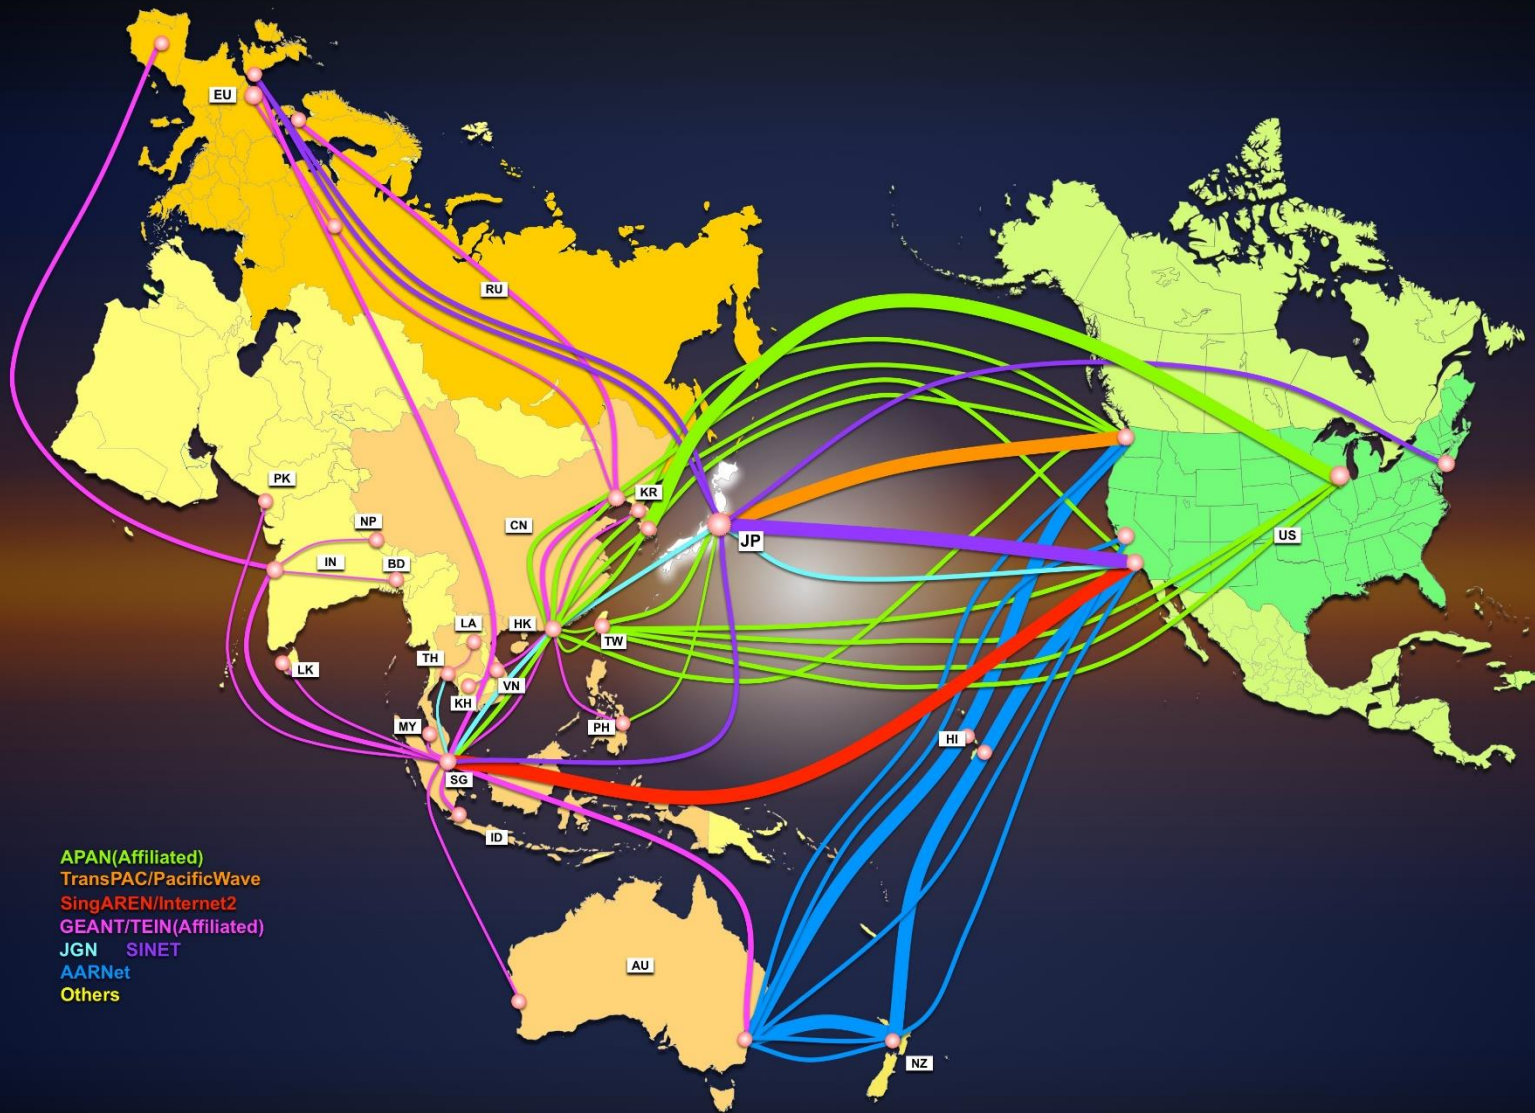 EU
RU
PK
KR
NP
CN
JP
US
IN
BD
LA
HK
TW
TH
LK
VN
KH
MY
PH
HI
SG
ID
APAN(Affiliated)
TransPAC/PacificWave
SingAREN/Internet2
GEANT/TEIN(Affiliated)
JGN SINET
AARNet
Others
AU
NZ